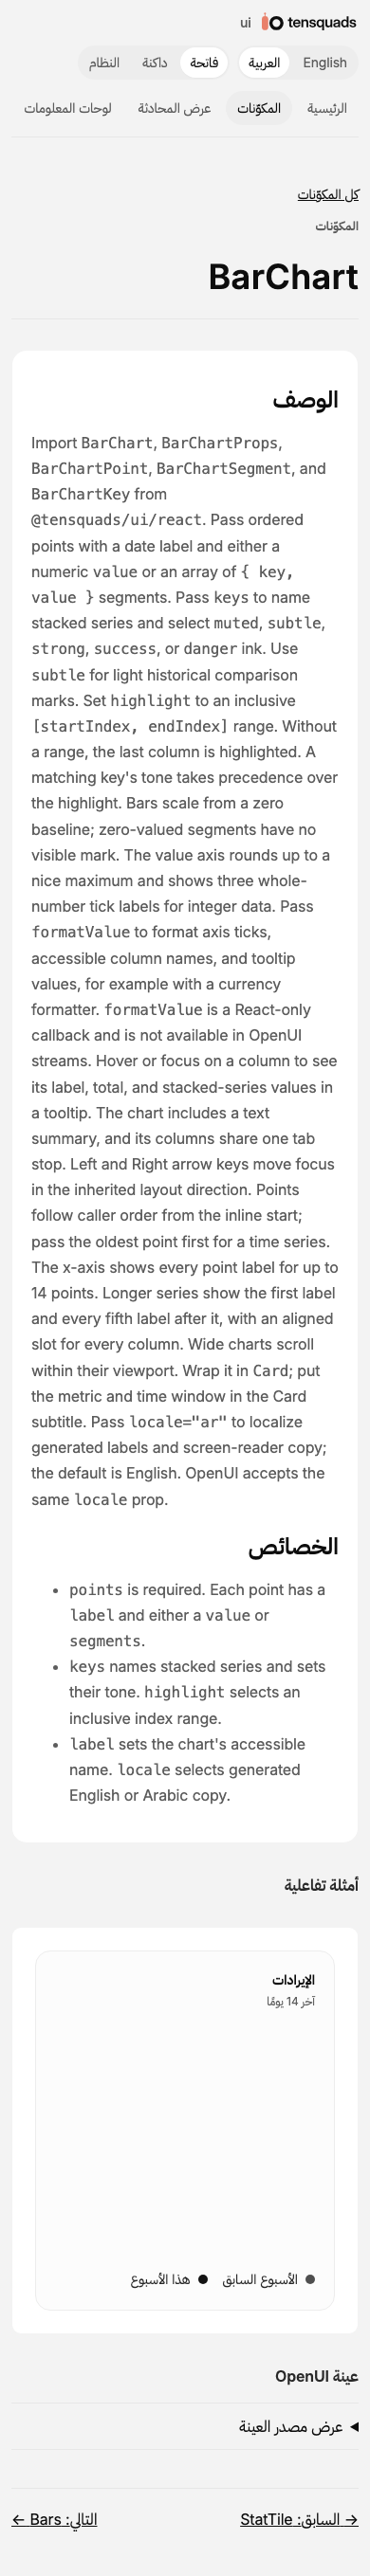 tensquads ui
English العربية فاتحة داكنة النظام
الرئيسية المكوّنات عرض المحادثة لوحات المعلومات
كل المكوّنات
المكوّنات
BarChart
الوصف
Import BarChart, BarChartProps,
BarChartPoint, BarChartSegment, and
BarChartKey from
@tensquads/ui/react. Pass ordered
points with a date label and either a
numeric value or an array of { key,
value } segments. Pass keys to name
stacked series and select muted, subtle,
strong, success, or danger ink. Use
subtle for light historical comparison
marks. Set highlight to an inclusive
[startIndex, endIndex] range. Without
a range, the last column is highlighted. A
matching key's tone takes precedence over
the highlight. Bars scale from a zero
baseline; zero-valued segments have no
visible mark. The value axis rounds up to a
nice maximum and shows three whole-
number tick labels for integer data. Pass
formatValue to format axis ticks,
accessible column names, and tooltip
values, for example with a currency
formatter. formatValue is a React-only
callback and is not available in OpenUI
streams. Hover or focus on a column to see
its label, total, and stacked-series values in
a tooltip. The chart includes a text
summary, and its columns share one tab
stop. Left and Right arrow keys move focus
in the inherited layout direction. Points
follow caller order from the inline start;
pass the oldest point first for a time series.
The x-axis shows every point label for up to
14 points. Longer series show the first label
and every fifth label after it, with an aligned
slot for every column. Wide charts scroll
within their viewport. Wrap it in Card; put
the metric and time window in the Card
subtitle. Pass locale="ar" to localize
generated labels and screen-reader copy;
the default is English. OpenUI accepts the
same locale prop.
الخصائص
• points is required. Each point has a
label and either a value or
segments.
• keys names stacked series and sets
their tone. highlight selects an
inclusive index range.
• label sets the chart's accessible
name. locale selects generated
English or Arabic copy.
أمثلة تفاعلية
الإيرادات
آخر 14 يومًا
الأسبوع السابق هذا الأسبوع
عينة OpenUI
عرض مصدر العينة
→ السابق: StatTile التالي: Bars ←